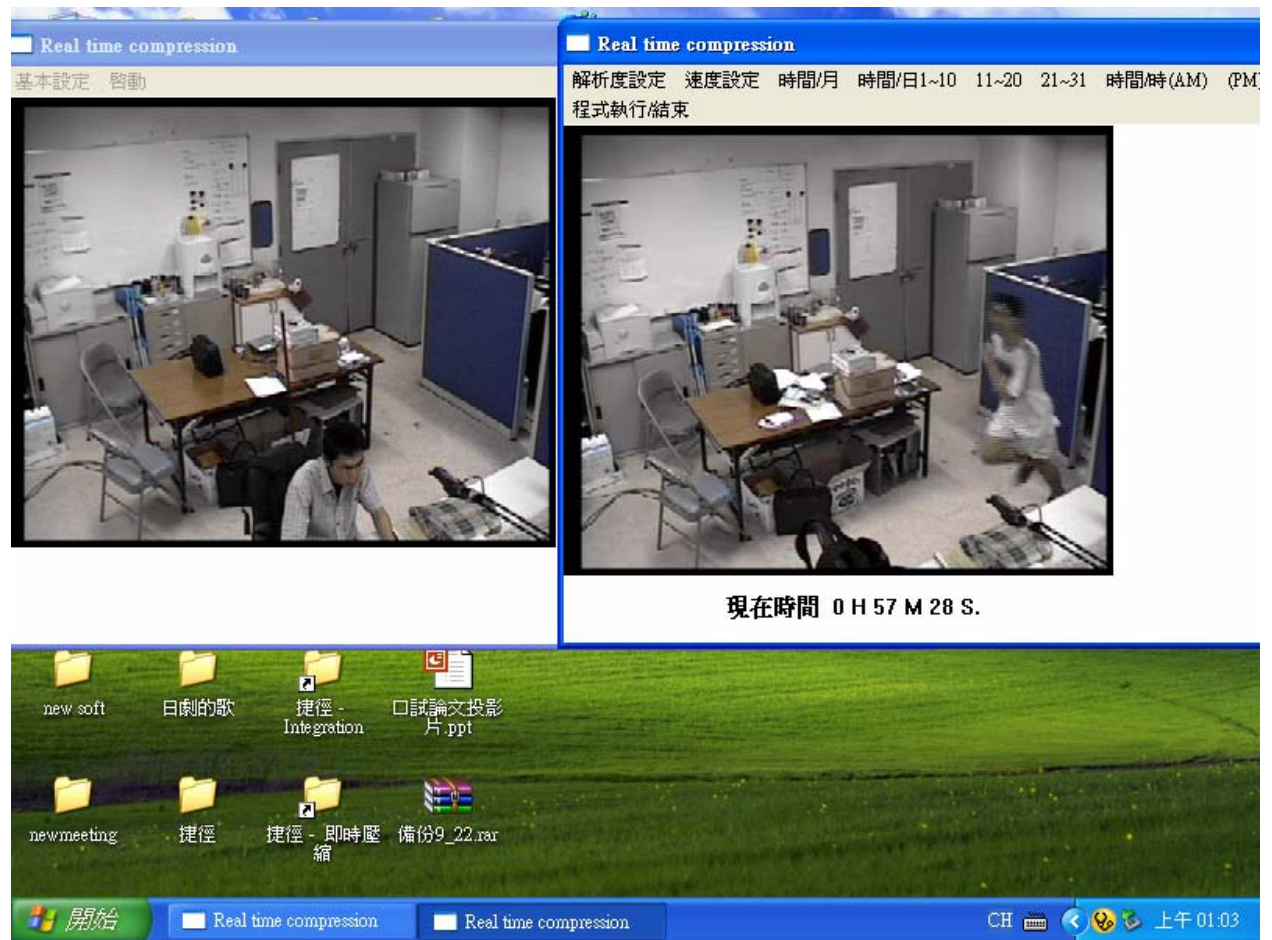 Real time compression
基本設定 啓動
Real time compression
解析度設定 速度設定 時間/月 時間/日1~10 11~20 21~31 時間/時(AM) (PM)
程式執行/結束
現在時間 0 H 57 M 28 S.
new soft
日劇的歌
捷徑 -
Integration
口試論文投影
片.ppt
newmeeting
捷徑
捷徑 - 即時壓
縮
備份9_22.rar
開始
Real time compression
Real time compression
CH
上午 01:03